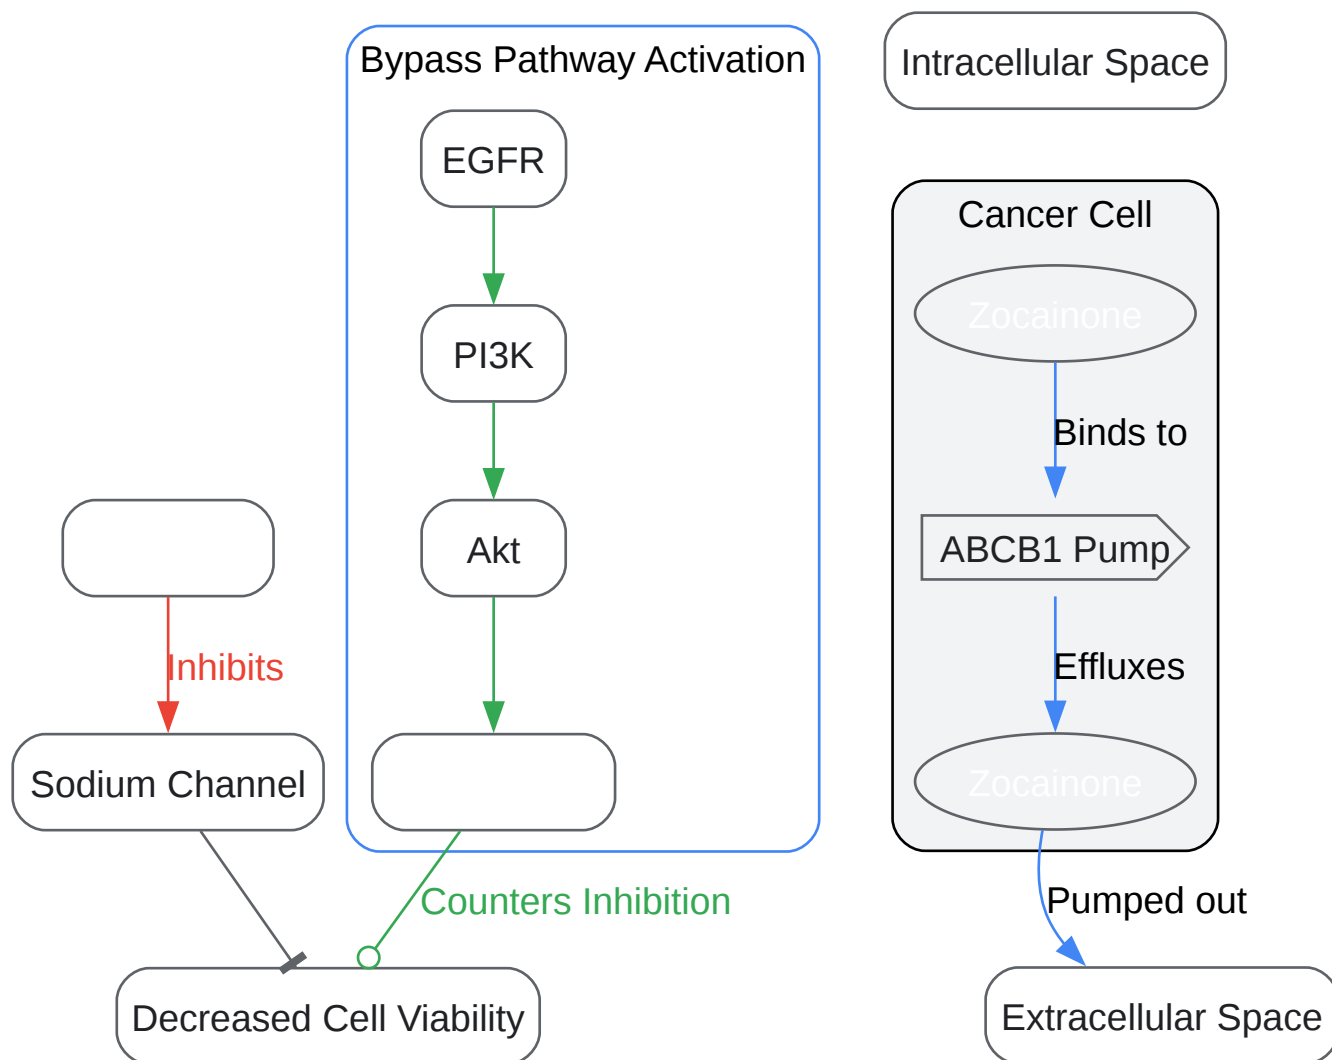 Bypass Pathway Activation
EGFR
PI3K
Akt
Inhibits
Sodium Channel
Counters Inhibition
Decreased Cell Viability
Intracellular Space
Cancer Cell
Zocainone
Binds to
ABCB1 Pump
Effluxes
Zocainone
Pumped out
Extracellular Space